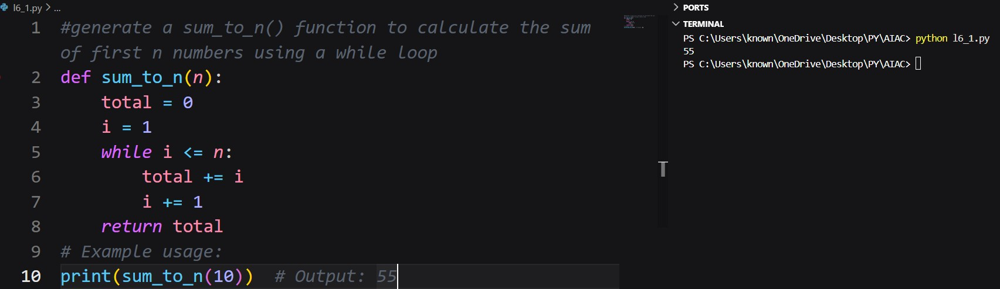 l6_1.py > ...
1 #generate a sum_to_n() function to calculate the sum
of first n numbers using a while loop
2 def sum_to_n(n):
3     total = 0
4     i = 1
5     while i <= n:
6         total += i
7         i += 1
8     return total
9 # Example usage:
10 print(sum_to_n(10))  # Output: 55
PORTS
TERMINAL
PS C:\Users\known\OneDrive\Desktop\PY\AIAC> python l6_1.py
55
PS C:\Users\known\OneDrive\Desktop\PY\AIAC>